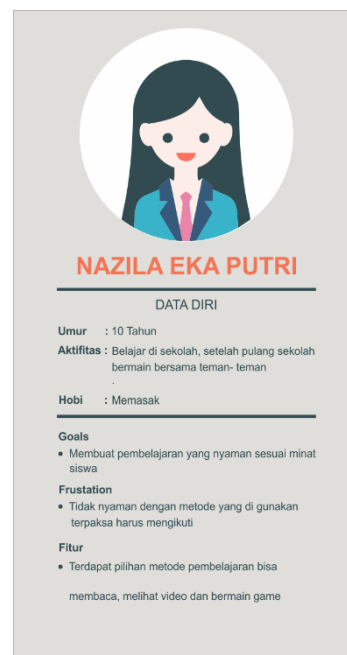 NAZILA EKA PUTRI
DATA DIRI
Umur : 10 Tahun
Aktifitas : Belajar di sekolah, setelah pulang sekolah
bermain bersama teman- teman
.
Hobi : Memasak
Goals
• Membuat pembelajaran yang nyaman sesuai minat
siswa
Frustation
• Tidak nyaman dengan metode yang di gunakan
terpaksa harus mengikuti
Fitur
• Terdapat pilihan metode pembelajaran bisa
membaca, melihat video dan bermain game